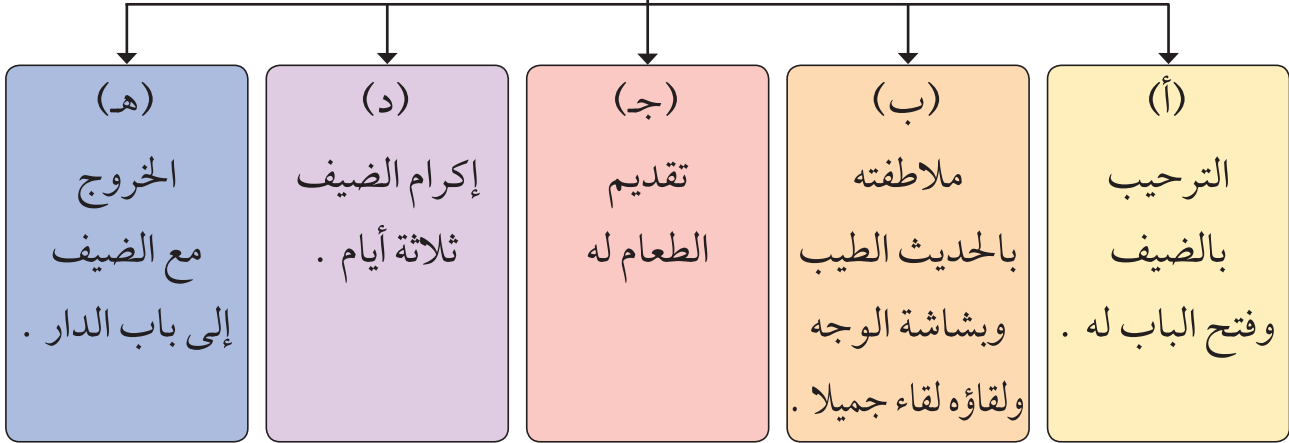 (أ)
الترحيب
بالضيف
وفتح الباب له .
(ب)
ملاطفته
بالحديث الطيب
وبشاشة الوجه
ولقاؤه لقاء جميلا .
(جـ)
تقديم
الطعام له
(د)
إكرام الضيف
ثلاثة أيام .
(هـ)
الخروج
مع الضيف
إلى باب الدار .